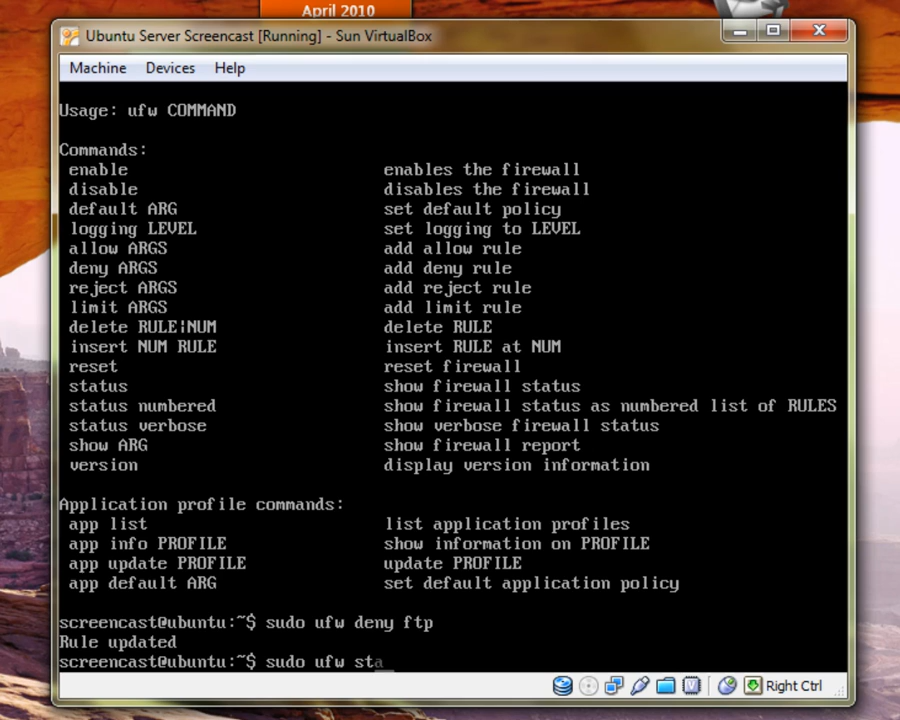 April 2010
Ubuntu Server Screencast [Running] - Sun VirtualBox
Machine Devices Help
Usage: ufw COMMAND
Commands:
enable enables the firewall
disable disables the firewall
default ARG set default policy
logging LEVEL set logging to LEVEL
allow ARGS add allow rule
deny ARGS add deny rule
reject ARGS add reject rule
limit ARGS add limit rule
delete RULE|NUM delete RULE
insert NUM RULE insert RULE at NUM
reset reset firewall
status show firewall status
status numbered show firewall status as numbered list of RULES
status verbose show verbose firewall status
show ARG show firewall report
version display version information
Application profile commands:
app list list application profiles
app info PROFILE show information on PROFILE
app update PROFILE update PROFILE
app default ARG set default application policy
screencast@ubuntu:~$ sudo ufw deny ftp
Rule updated
screencast@ubuntu:~$ sudo ufw sta
Right Ctrl